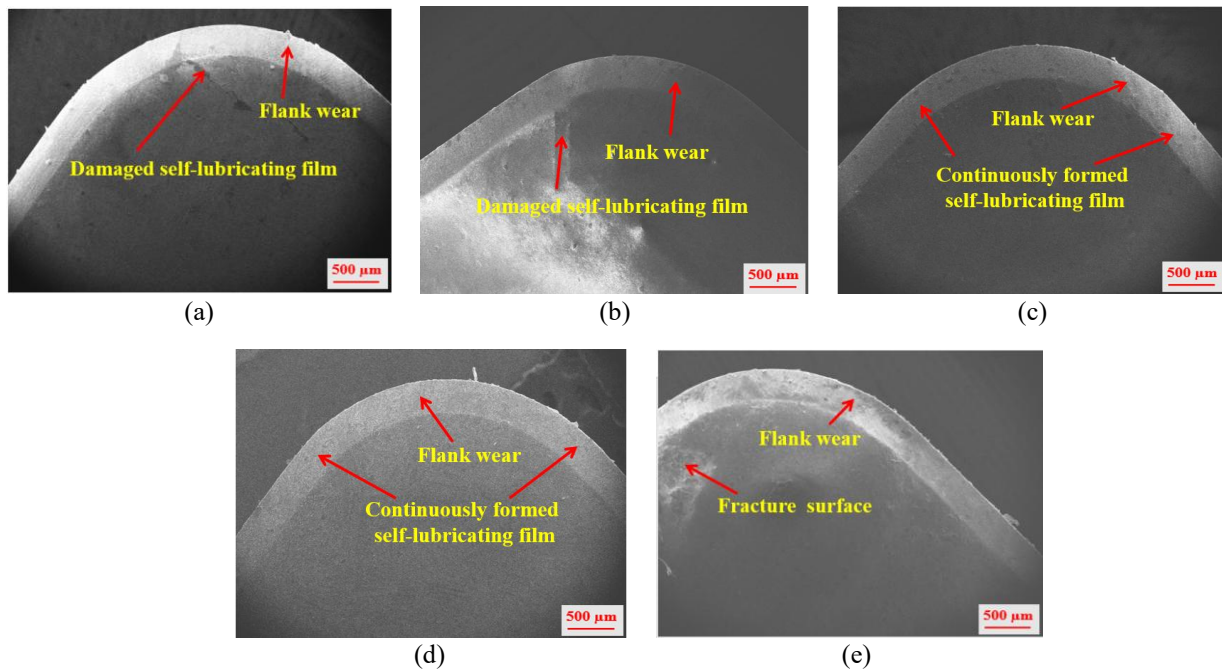 Flank wear
Damaged self-lubricating film
500 µm
(a)
Flank wear
Damaged self-lubricating film
500 µm
(b)
Flank wear
Continuously formed
self-lubricating film
500 µm
(c)
Flank wear
Continuously formed
self-lubricating film
500 µm
(d)
Flank wear
Fracture surface
500 µm
(e)